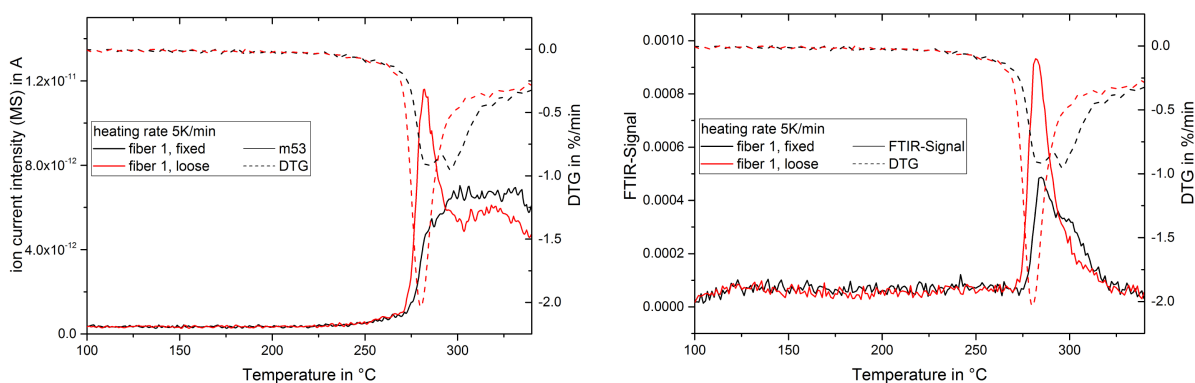 ion current intensity (MS) in A
1.2x10⁻¹¹
8.0x10⁻¹²
4.0x10⁻¹²
0.0
heating rate 5K/min
fiber 1, fixed m53
fiber 1, loose DTG
0.0
-0.5
-1.0
-1.5
-2.0
DTG in %/min
100 150 200 250 300
Temperature in °C
FTIR-Signal
0.0010
0.0008
0.0006
0.0004
0.0002
0.0000
heating rate 5K/min
fiber 1, fixed FTIR-Signal
fiber 1, loose DTG
0.0
-0.5
-1.0
-1.5
-2.0
DTG in %/min
100 150 200 250 300
Temperature in °C